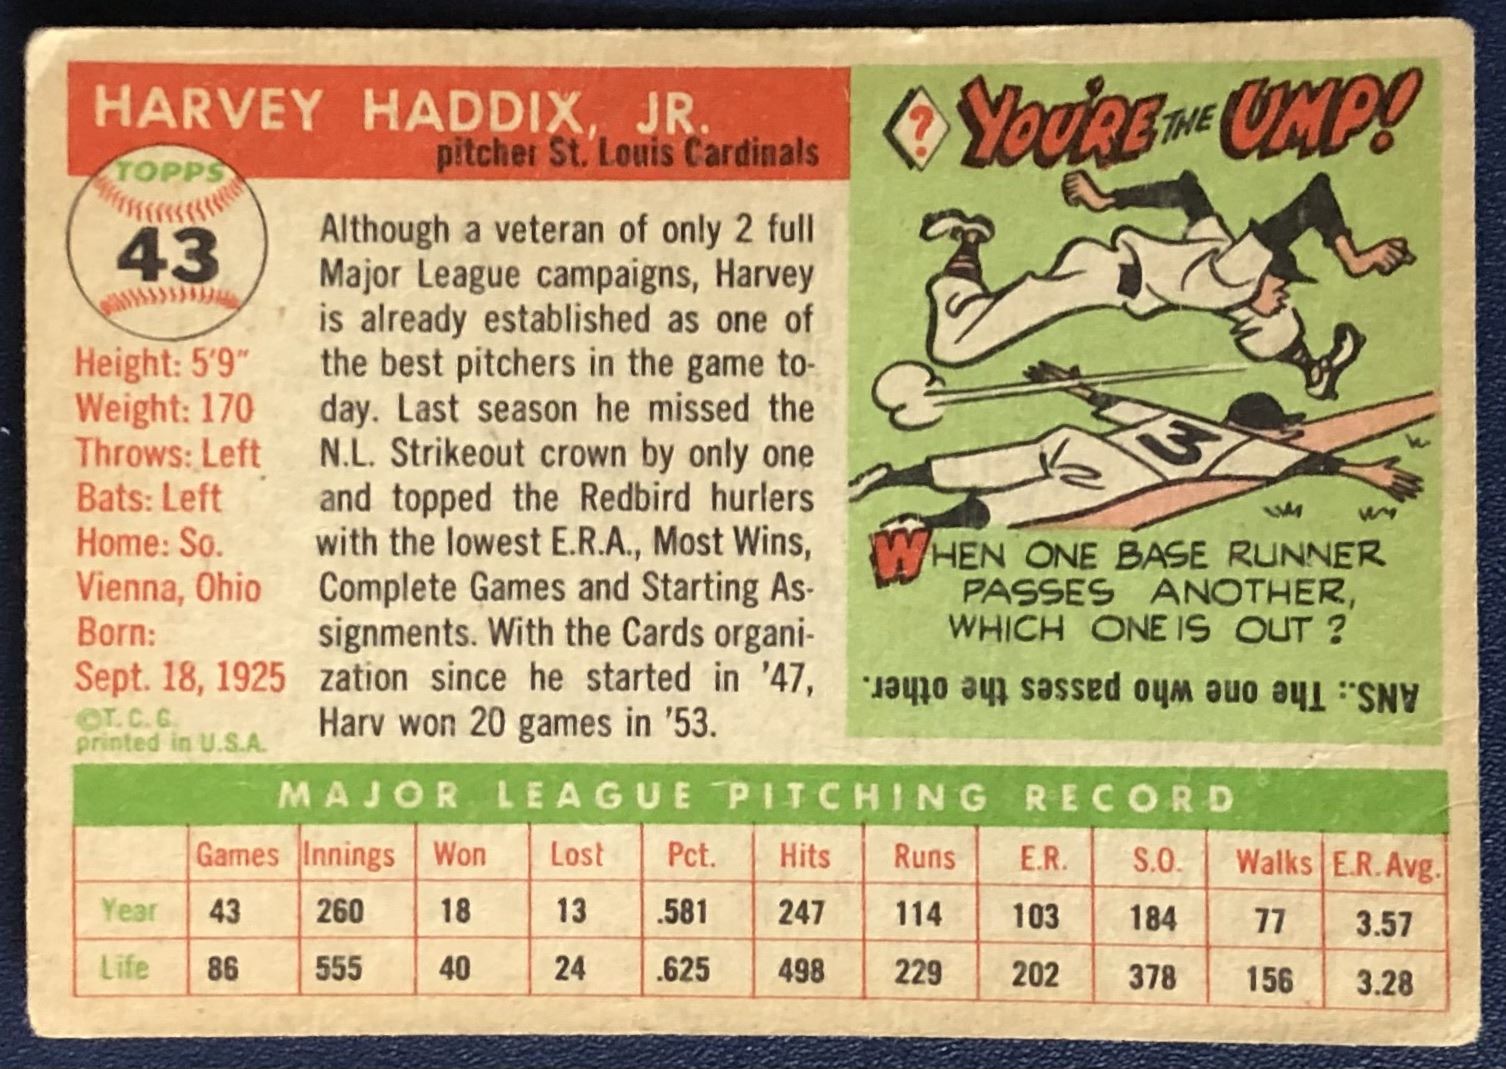 HARVEY HADDIX, JR.
pitcher St. Louis Cardinals
TOPPS
43
Height: 5'9"
Weight: 170
Throws: Left
Bats: Left
Home: So.
Vienna, Ohio
Born:
Sept. 18, 1925
©T. C. G.
printed in U.S.A.
Although a veteran of only 2 full
Major League campaigns, Harvey
is already established as one of
the best pitchers in the game to-
day. Last season he missed the
N.L. Strikeout crown by only one
and topped the Redbird hurlers
with the lowest E.R.A., Most Wins,
Complete Games and Starting As-
signments. With the Cards organi-
zation since he started in '47,
Harv won 20 games in '53.
? YOU'RE THE UMP!
3
WHEN ONE BASE RUNNER
PASSES ANOTHER,
WHICH ONE IS OUT?
ANS.: The one who passes the other.
MAJOR LEAGUE PITCHING RECORD
Games Innings Won Lost Pct. Hits Runs E.R. S.O. Walks E.R. Avg.
Year 43 260 18 13 .581 247 114 103 184 77 3.57
Life 86 555 40 24 .625 498 229 202 378 156 3.28